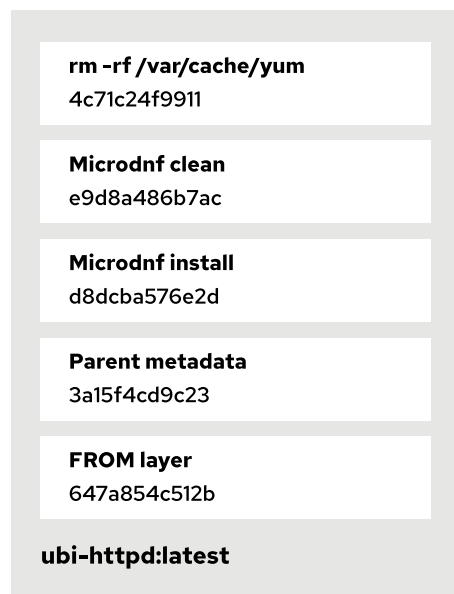 rm -rf /var/cache/yum
4c71c24f9911
Microdnf clean
e9d8a486b7ac
Microdnf install
d8dcba576e2d
Parent metadata
3a15f4cd9c23
FROM layer
647a854c512b
ubi-httpd:latest